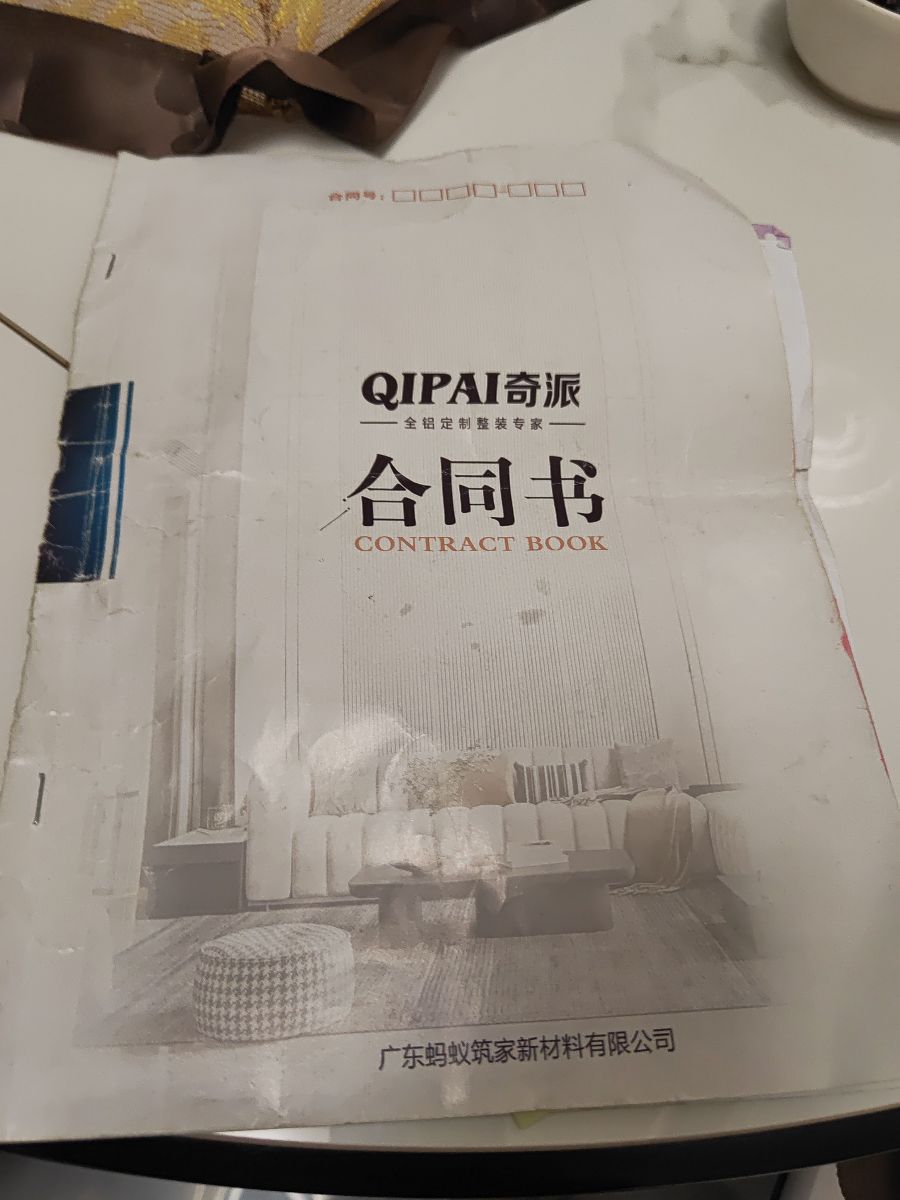 合同号：□□□□-□□□
QIPAI奇派
全铝定制整装专家
合同书
CONTRACT BOOK
广东蚂蚁筑家新材料有限公司